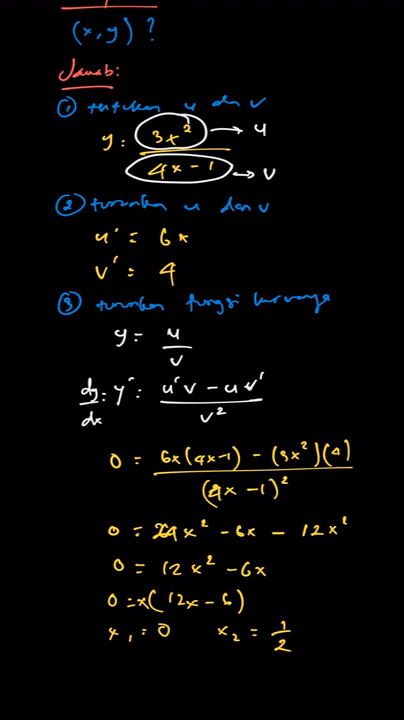 (x,y)?
Jawab:
① tentukan u dan v
y = 3x² / 4x - 1 → u → v
② turunkan u dan v
u' = 6x
v' = 4
③ turunkan fungsi kurvanya
y = u / v
dy/dx = y' = u'v - uv' / v²
0 = 6x(4x-1) - (3x²)(4) / (4x-1)²
0 = 24x² - 6x - 12x²
0 = 12x² - 6x
0 = x(12x - 6)
x₁ = 0 x₂ = 1/2